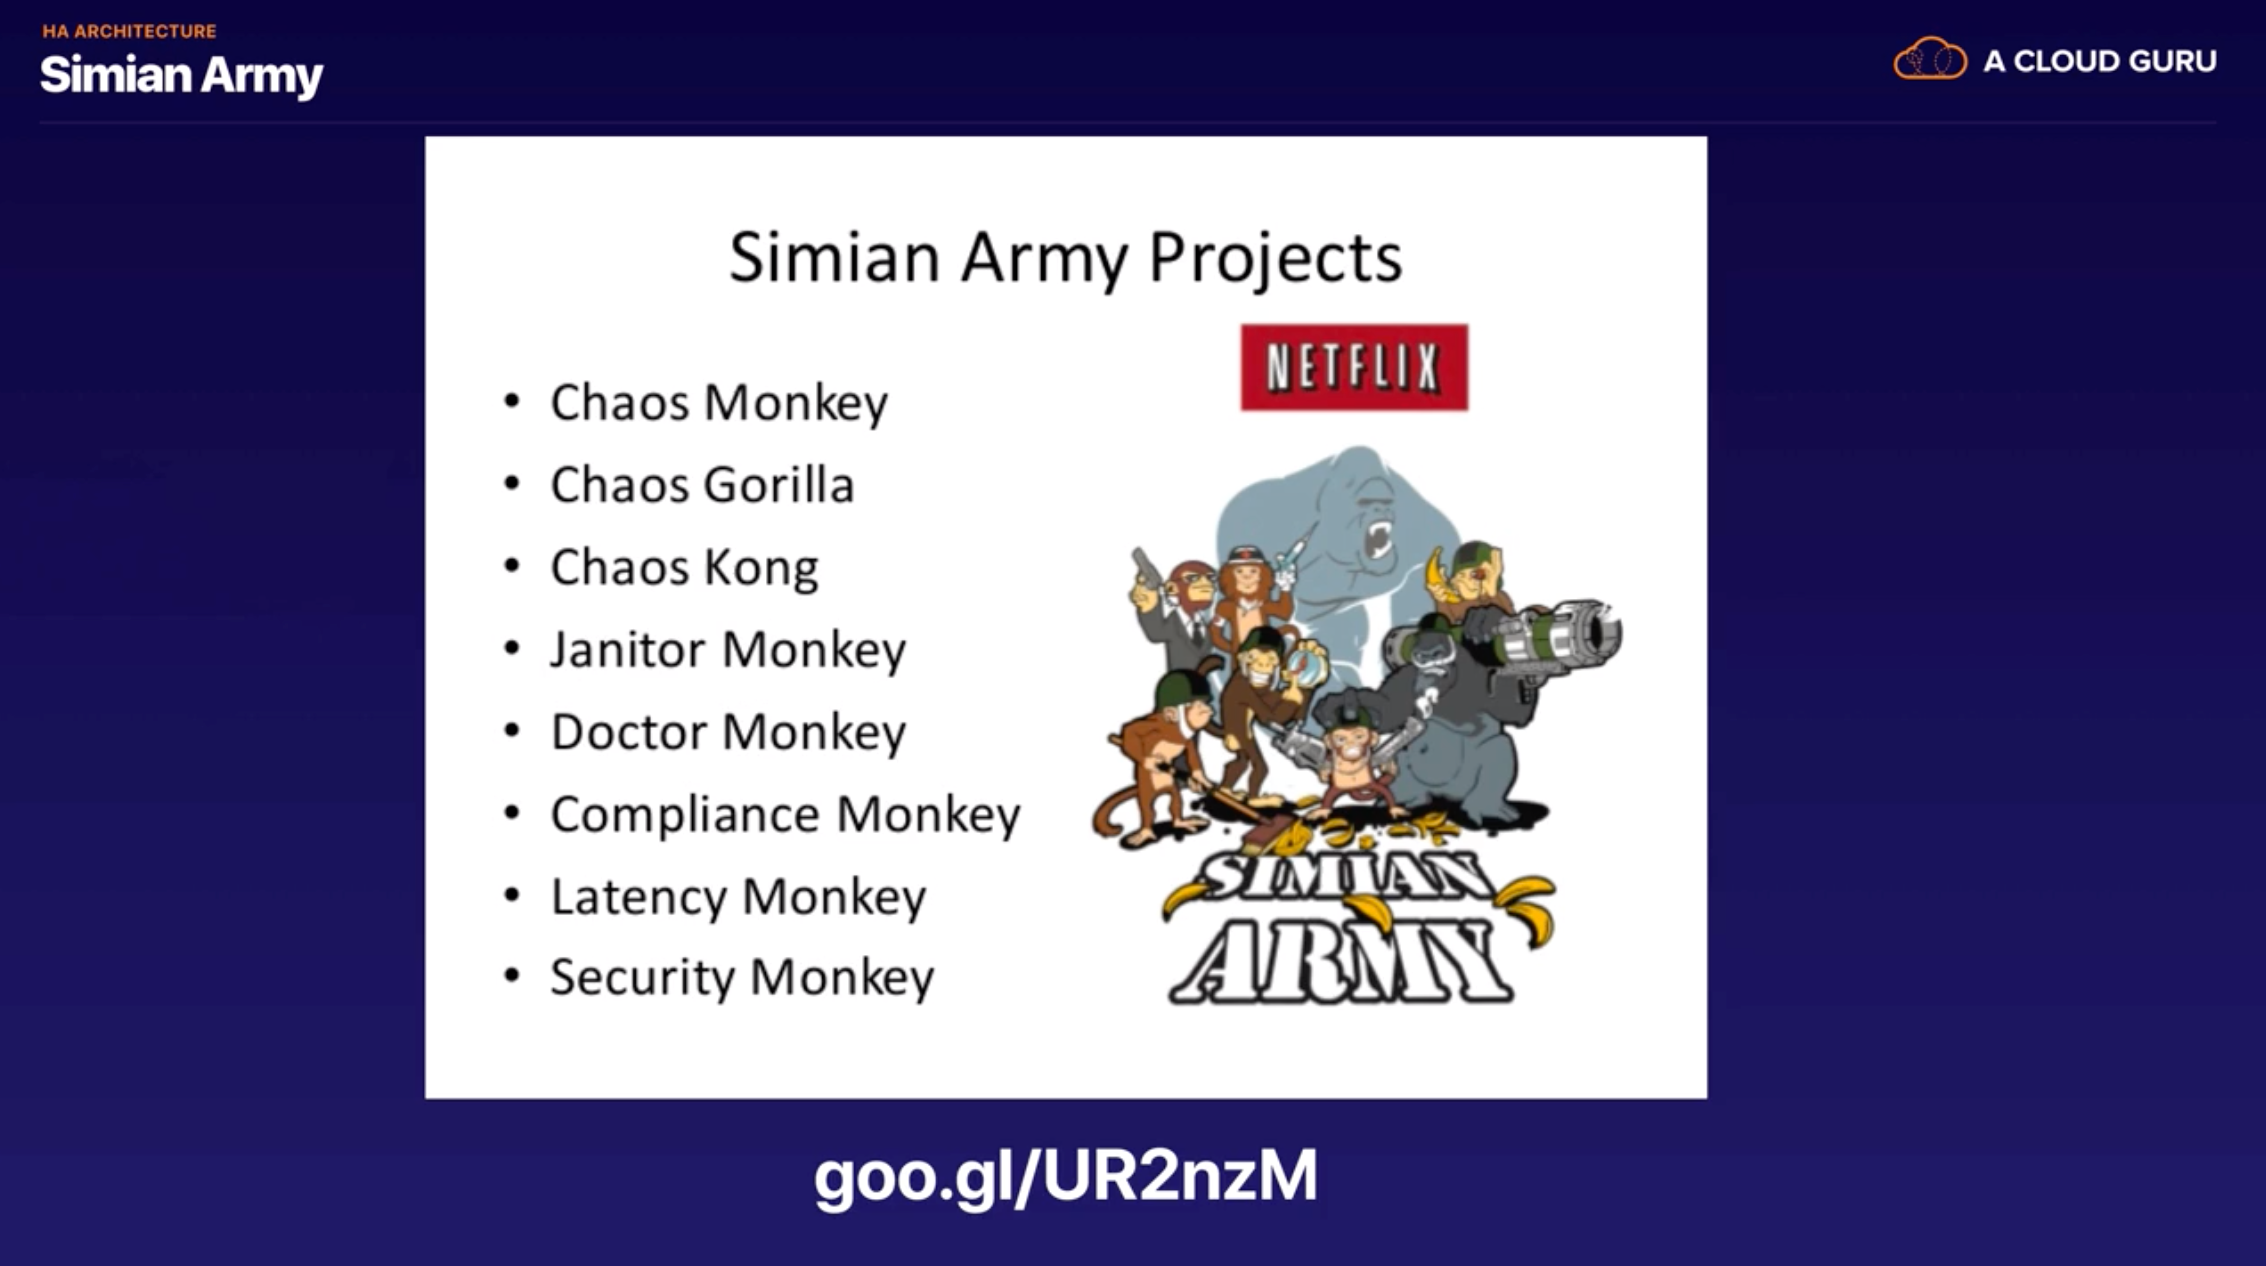 HA ARCHITECTURE
Simian Army
A CLOUD GURU
Simian Army Projects
NETFLIX
• Chaos Monkey
• Chaos Gorilla
• Chaos Kong
• Janitor Monkey
• Doctor Monkey
• Compliance Monkey
• Latency Monkey
• Security Monkey
SIMIAN
ARMY
goo.gl/UR2nzM